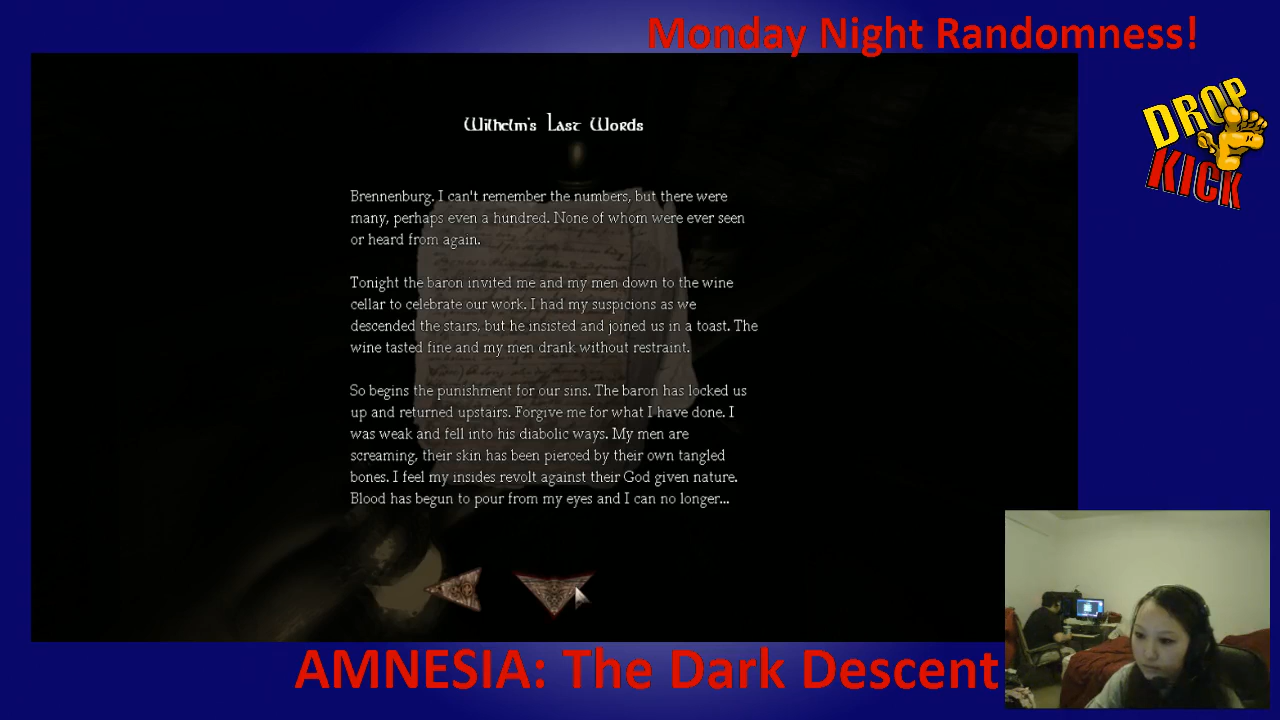 Monday Night Randomness!
DROP
KICK
Wilhelm's Last Words
Brennenburg. I can't remember the numbers, but there were
many, perhaps even a hundred. None of whom were ever seen
or heard from again.
Tonight the baron invited me and my men down to the wine
cellar to celebrate our work. I had my suspicions as we
descended the stairs, but he insisted and joined us in a toast. The
wine tasted fine and my men drank without restraint.
So begins the punishment for our sins. The baron has locked us
up and returned upstairs. Forgive me for what I have done. I
was weak and fell into his diabolic ways. My men are
screaming, their skin has been pierced by their own tangled
bones. I feel my insides revolt against their God given nature.
Blood has begun to pour from my eyes and I can no longer...
AMNESIA: The Dark Descent